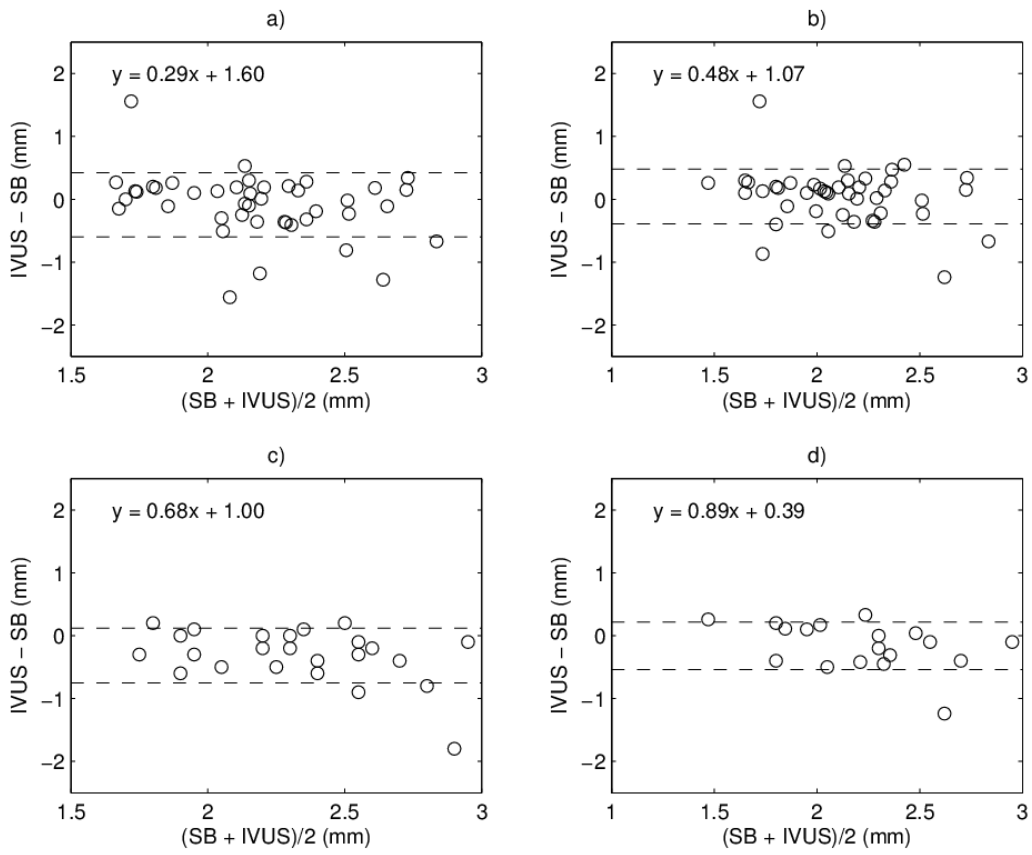 a)
y = 0.29x + 1.60
IVUS − SB (mm)
2
1
0
−1
−2
1.5 2 2.5 3
(SB + IVUS)/2 (mm)
b)
y = 0.48x + 1.07
IVUS − SB (mm)
2
1
0
−1
−2
1 1.5 2 2.5 3
(SB + IVUS)/2 (mm)
c)
y = 0.68x + 1.00
IVUS − SB (mm)
2
1
0
−1
−2
1.5 2 2.5 3
(SB + IVUS)/2 (mm)
d)
y = 0.89x + 0.39
IVUS − SB (mm)
2
1
0
−1
−2
1 1.5 2 2.5 3
(SB + IVUS)/2 (mm)